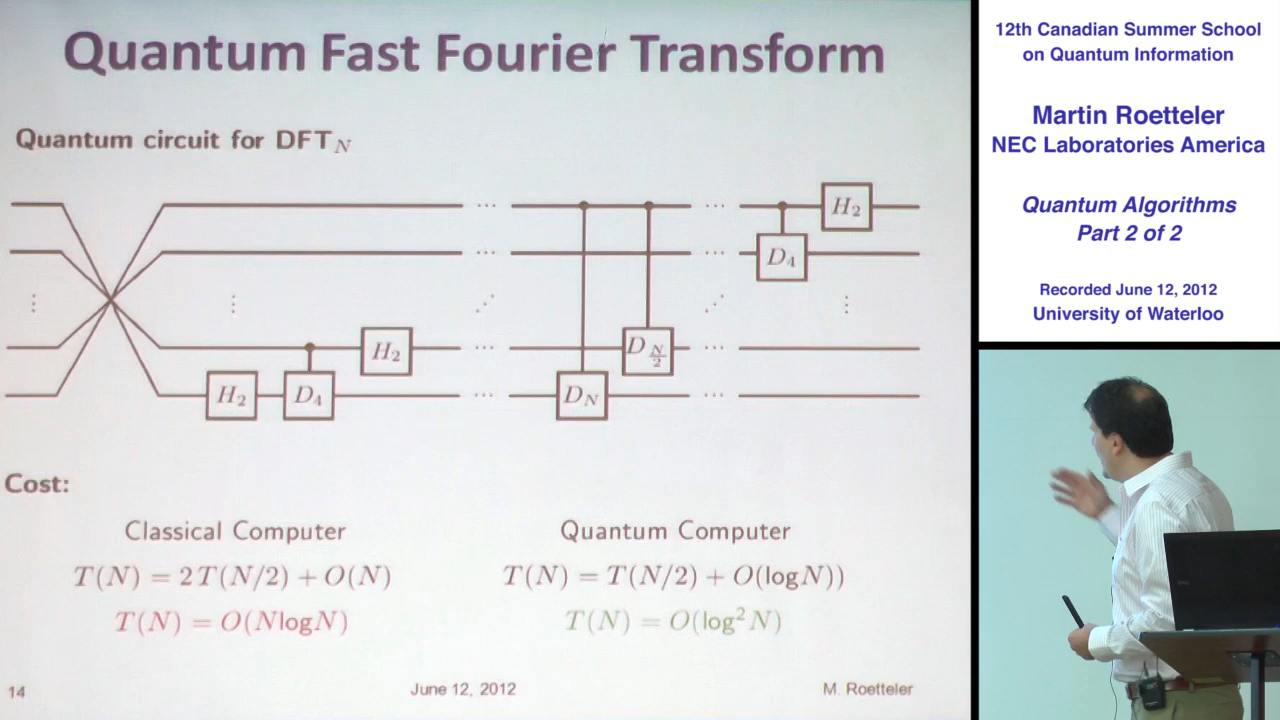 Quantum Fast Fourier Transform
Quantum circuit for DFT_N
... ...
H_2
... ...
D_4
⋮ ⋮ ⋰ ⋰ ⋮
H_2 ... D_{N/2} ...
H_2 D_4 ... D_N ...
Cost:
Classical Computer
T(N) = 2T(N/2) + O(N)
T(N) = O(NlogN)
Quantum Computer
T(N) = T(N/2) + O(logN))
T(N) = O(log²N)
14 June 12, 2012 M. Roetteler
12th Canadian Summer School
on Quantum Information
Martin Roetteler
NEC Laboratories America
Quantum Algorithms
Part 2 of 2
Recorded June 12, 2012
University of Waterloo